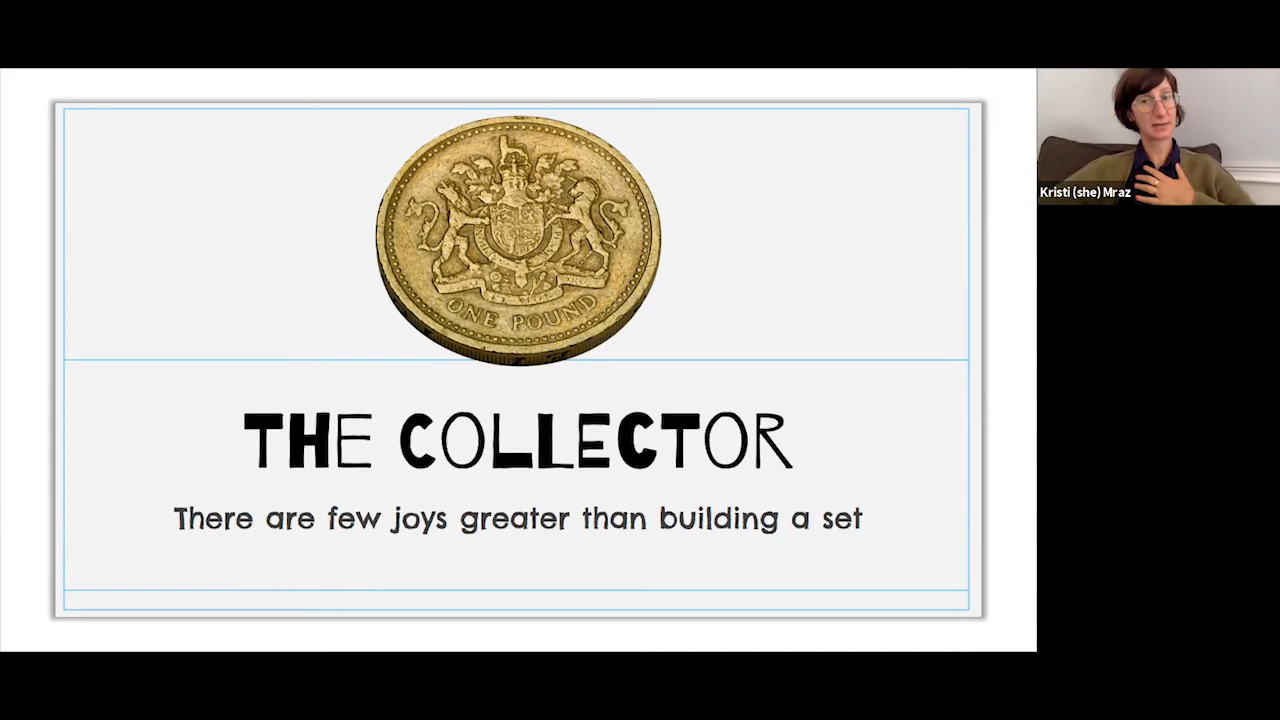 ONE POUND
THE COLLECTOR
There are few joys greater than building a set
Kristi (she) Mraz